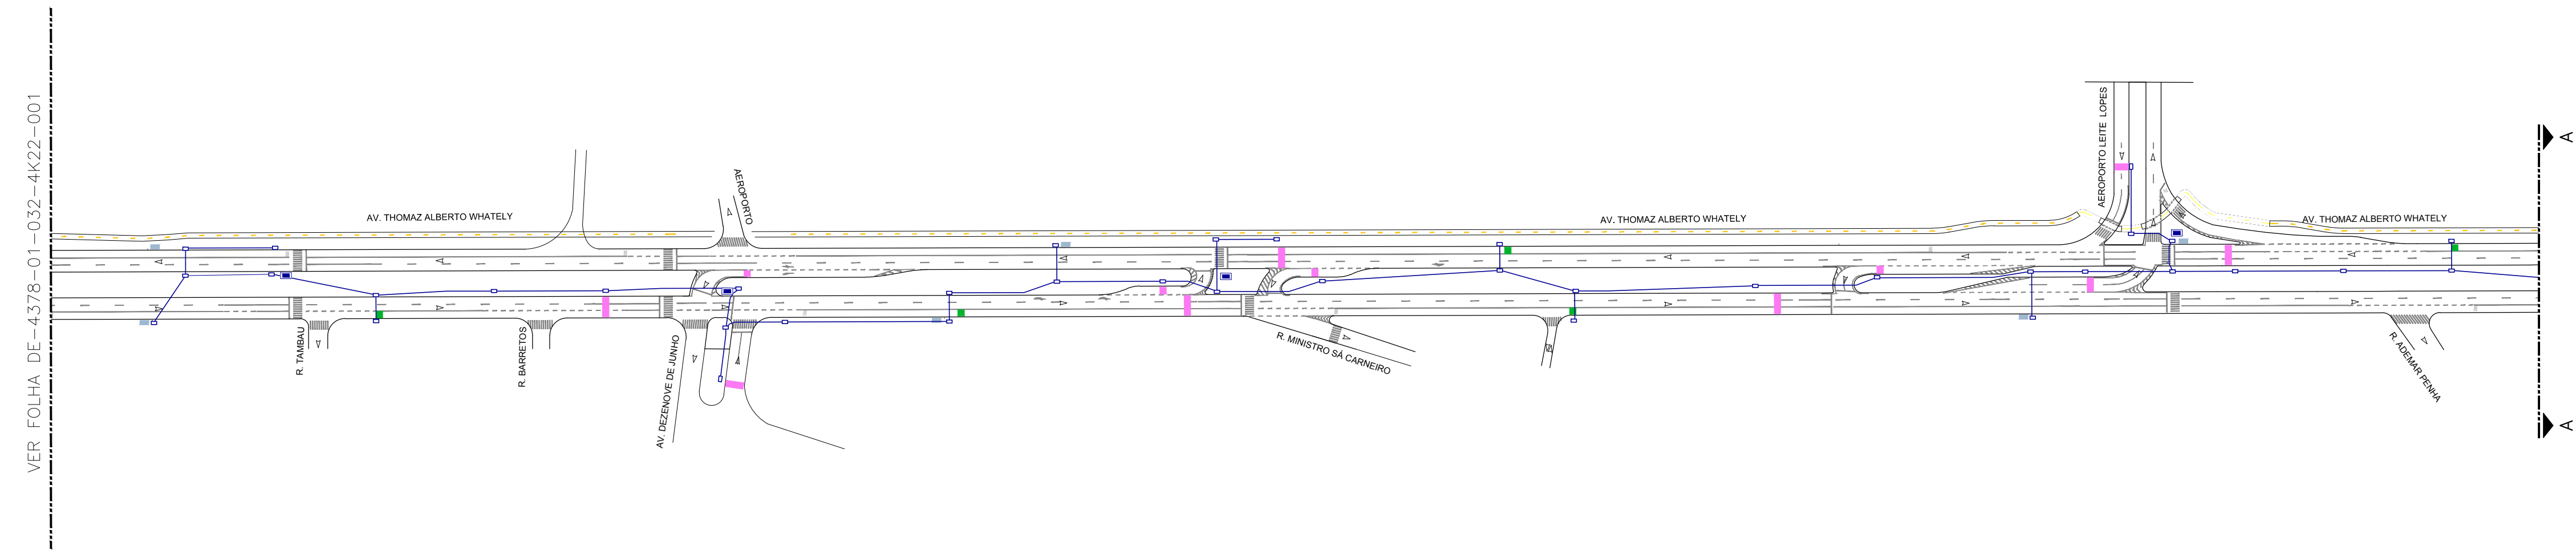 VER FOLHA DE-4378-01-032-4K22-001
AV. THOMAZ ALBERTO WHATELY
AEROPORTO
AV. THOMAZ ALBERTO WHATELY
AEROPORTO LEITE LOPES
AV. THOMAZ ALBERTO WHATELY
A
R. TAMBAU
R. BARRETOS
AV. DEZENOVE DE JUNHO
R. MINISTRO SÁ CARNEIRO
R. ADEMAR PENHA
A